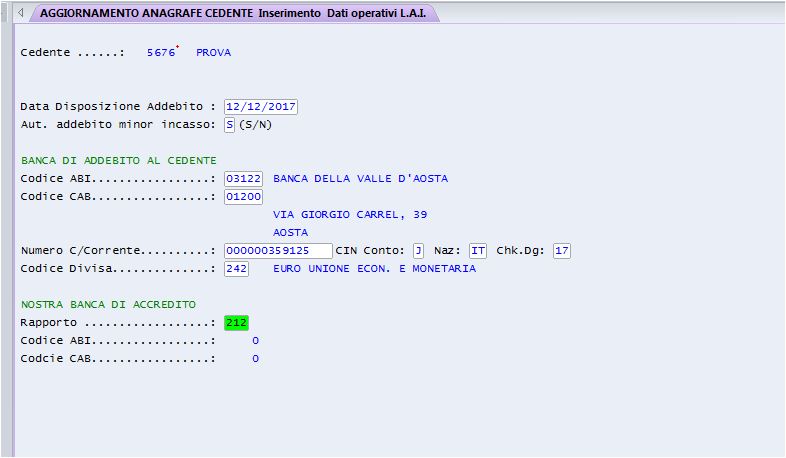 AGGIORNAMENTO ANAGRAFE CEDENTE Inserimento Dati operativi L.A.I.
Cedente ......: 5676 PROVA
Data Disposizione Addebito : 12/12/2017
Aut. addebito minor incasso: S (S/N)
BANCA DI ADDEBITO AL CEDENTE
Codice ABI.................: 03122 BANCA DELLA VALLE D'AOSTA
Codice CAB.................: 01200
VIA GIORGIO CARREL, 39
AOSTA
Numero C/Corrente..........: 000000359125 CIN Conto: J Naz: IT Chk.Dg: 17
Codice Divisa..............: 242 EURO UNIONE ECON. E MONETARIA
NOSTRA BANCA DI ACCREDITO
Rapporto ..................: 212
Codice ABI.................: 0
Codcie CAB.................: 0